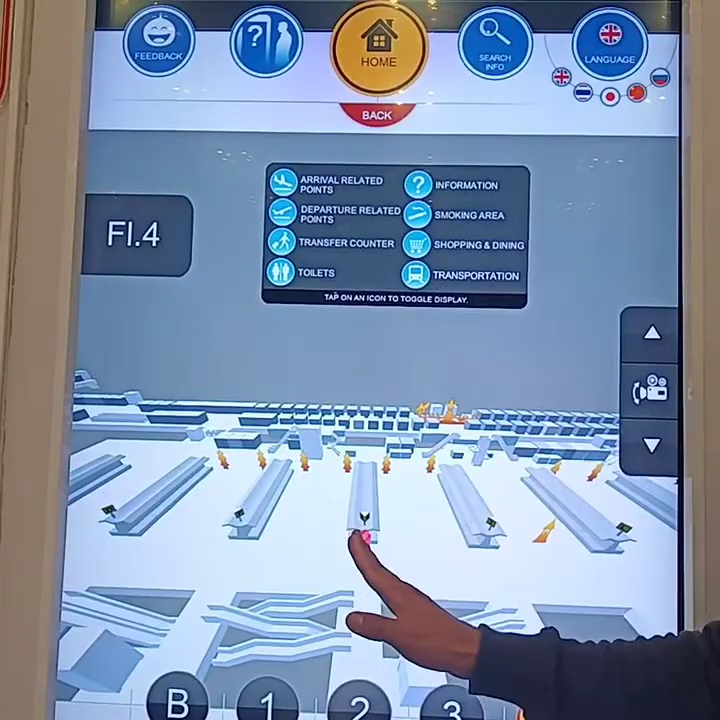 FEEDBACK
?
HOME
SEARCH
INFO
LANGUAGE
BACK
ARRIVAL RELATED
POINTS
? INFORMATION
DEPARTURE RELATED
POINTS
SMOKING AREA
TRANSFER COUNTER
SHOPPING & DINING
TOILETS
TRANSPORTATION
TAP ON AN ICON TO TOGGLE DISPLAY.
Fl.4
B 1 2 3